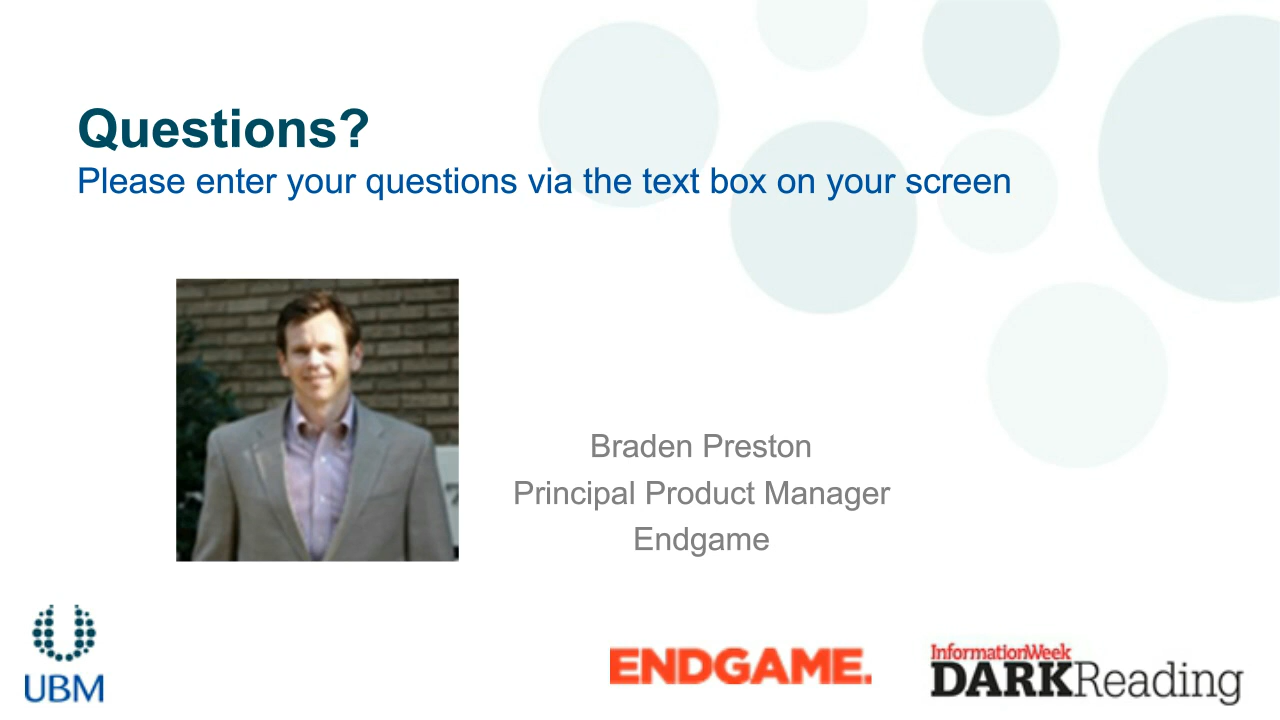 Questions?
Please enter your questions via the text box on your screen
Braden Preston
Principal Product Manager
Endgame
UBM
ENDGAME.
InformationWeek
DARKReading